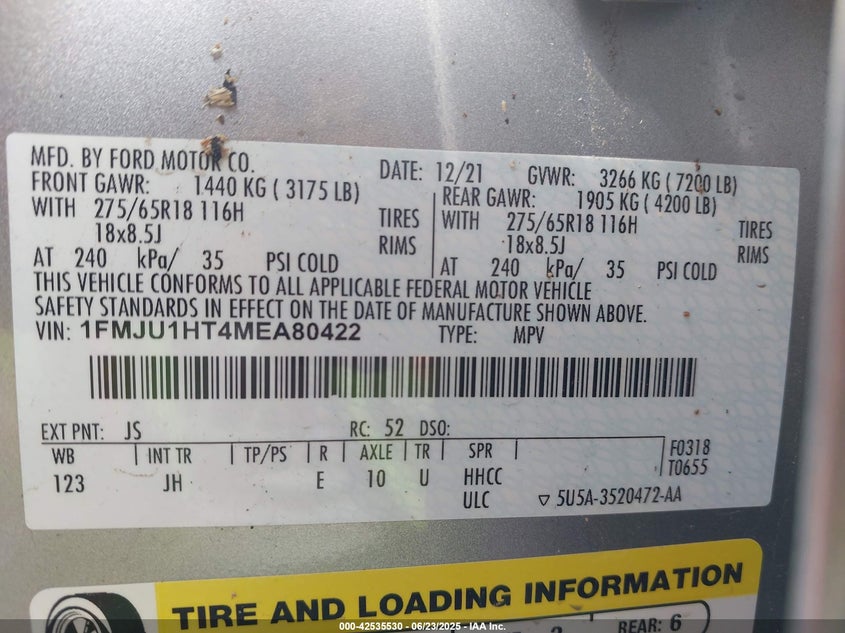 MFD. BY FORD MOTOR CO. DATE: 12/21 GVWR: 3266 KG ( 7200 LB)
FRONT GAWR: 1440 KG ( 3175 LB) REAR GAWR: 1905 KG ( 4200 LB)
WITH 275/65R18 116H TIRES WITH 275/65R18 116H TIRES
18x8.5J RIMS 18x8.5J RIMS
AT 240 kPa/ 35 PSI COLD AT 240 kPa/ 35 PSI COLD
THIS VEHICLE CONFORMS TO ALL APPLICABLE FEDERAL MOTOR VEHICLE
SAFETY STANDARDS IN EFFECT ON THE DATE OF MANUFACTURE SHOWN ABOVE.
VIN: 1FMJU1HT4MEA80422 TYPE: MPV
EXT PNT: JS RC: 52 DSO:
WB INT TR TP/PS R AXLE TR SPR F0318
T0655
123 JH E 10 U HHCC
ULC ▽ 5U5A-3520472-AA
TIRE AND LOADING INFORMATION
REAR: 6
000-42535530 - 06/23/2025 - IAA Inc.